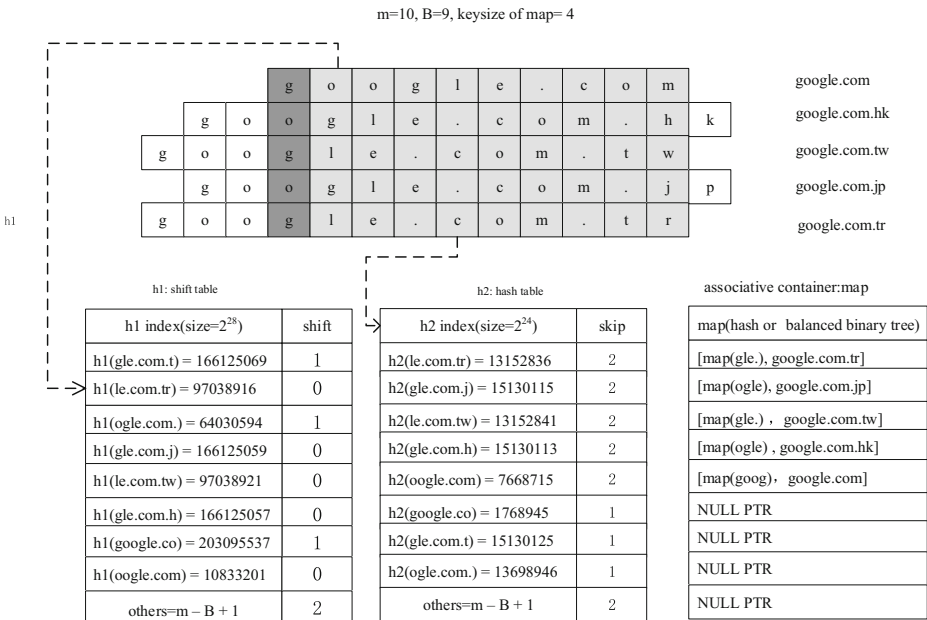 m=10, B=9, keysize of map= 4
g o o g l e . c o m google.com
g o o g l e . c o m . h k google.com.hk
g o o g l e . c o m . t w google.com.tw
g o o g l e . c o m . j p google.com.jp
g o o g l e . c o m . t r google.com.tr
h1
h1: shift table
h1 index(size=2^28) shift
h1(gle.com.t) = 166125069 1
h1(le.com.tr) = 97038916 0
h1(ogle.com.) = 64030594 1
h1(gle.com.j) = 166125059 0
h1(le.com.tw) = 97038921 0
h1(gle.com.h) = 166125057 0
h1(google.co) = 203095537 1
h1(oogle.com) = 10833201 0
others=m – B + 1 2
h2: hash table
h2 index(size=2^24) skip
h2(le.com.tr) = 13152836 2
h2(gle.com.j) = 15130115 2
h2(le.com.tw) = 13152841 2
h2(gle.com.h) = 15130113 2
h2(oogle.com) = 7668715 2
h2(google.co) = 1768945 1
h2(gle.com.t) = 15130125 1
h2(ogle.com.) = 13698946 1
others=m – B + 1 2
associative container:map
map(hash or balanced binary tree)
[map(gle.), google.com.tr]
[map(ogle), google.com.jp]
[map(gle.) , google.com.tw]
[map(ogle) , google.com.hk]
[map(goog), google.com]
NULL PTR
NULL PTR
NULL PTR
NULL PTR